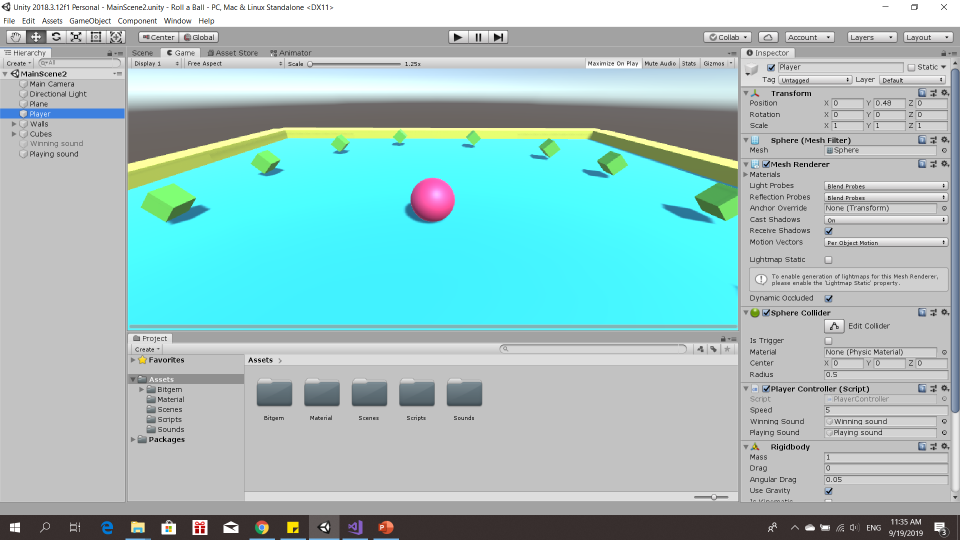 Unity 2018.3.12f1 Personal - MainScene2.unity - Roll a Ball - PC, Mac & Linux Standalone <DX11>
File Edit Assets GameObject Component Window Help
Center Global Collab Account Layers Layout
Hierarchy
Create All
MainScene2
Main Camera
Directional Light
Plane
Player
Walls
Cubes
Winning sound
Playing sound
Scene Game Asset Store Animator
Display 1 Free Aspect Scale 1.25x Maximize On Play Mute Audio Stats Gizmos
Project
Create
Favorites
Assets
Bitgem
Material
Scenes
Scripts
Sounds
Packages
Assets
Bitgem Material Scenes Scripts Sounds
Inspector
Player Static
Tag Untagged Layer Default
Transform
Position X 0 Y 0.48 Z 0
Rotation X 0 Y 0 Z 0
Scale X 1 Y 1 Z 1
Sphere (Mesh Filter)
Mesh Sphere
Mesh Renderer
Materials
Light Probes Blend Probes
Reflection Probes Blend Probes
Anchor Override None (Transform)
Cast Shadows On
Receive Shadows
Motion Vectors Per Object Motion
Lightmap Static
To enable generation of lightmaps for this Mesh Renderer,
please enable the 'Lightmap Static' property.
Dynamic Occluded
Sphere Collider
Edit Collider
Is Trigger
Material None (Physic Material)
Center X 0 Y 0 Z 0
Radius 0.5
Player Controller (Script)
Script PlayerController
Speed 5
Winning Sound Winning sound
Playing Sound Playing sound
Rigidbody
Mass 1
Drag 0
Angular Drag 0.05
Use Gravity
ENG 11:35 AM
9/19/2019
3